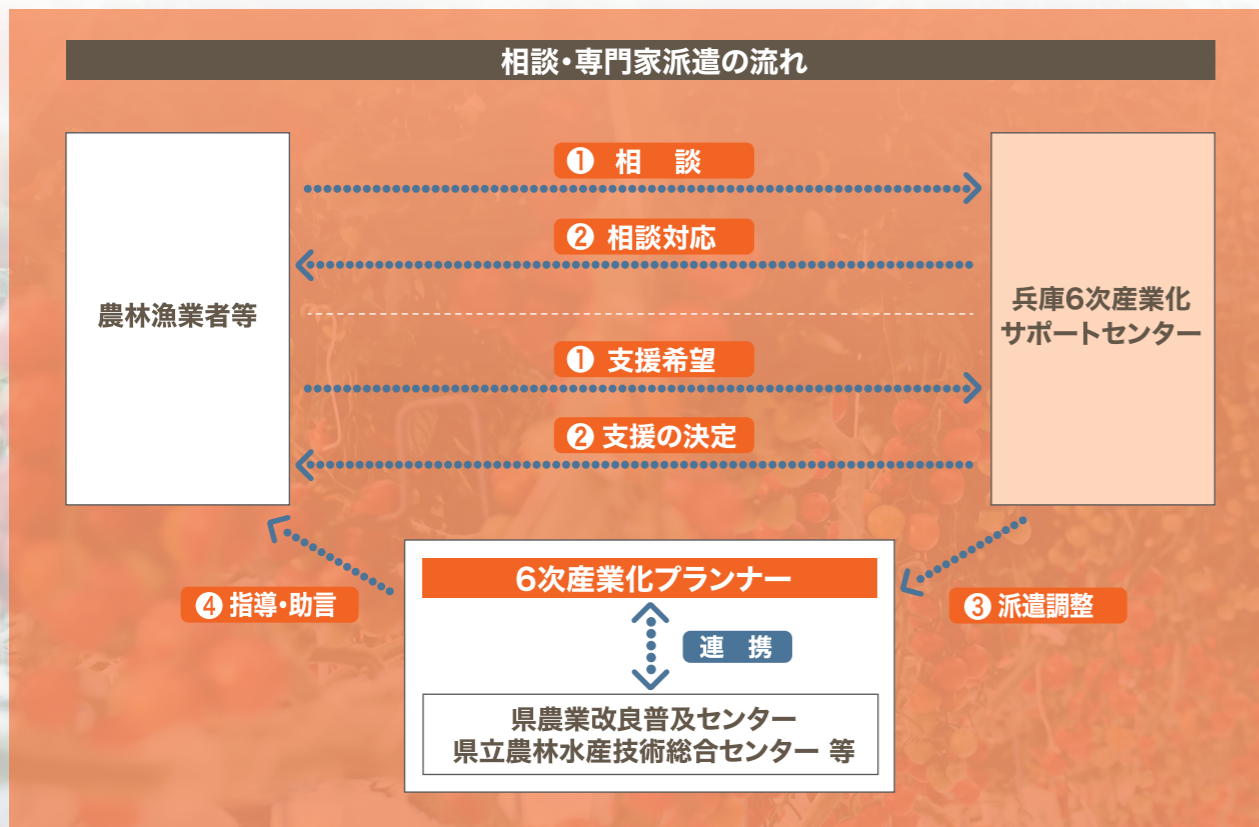 相談・専門家派遣の流れ
❶ 相 談
❷ 相談対応
農林漁業者等
兵庫6次産業化
サポートセンター
❶ 支援希望
❷ 支援の決定
❹ 指導・助言
6次産業化プランナー
❸ 派遣調整
連 携
県農業改良普及センター
県立農林水産技術総合センター 等